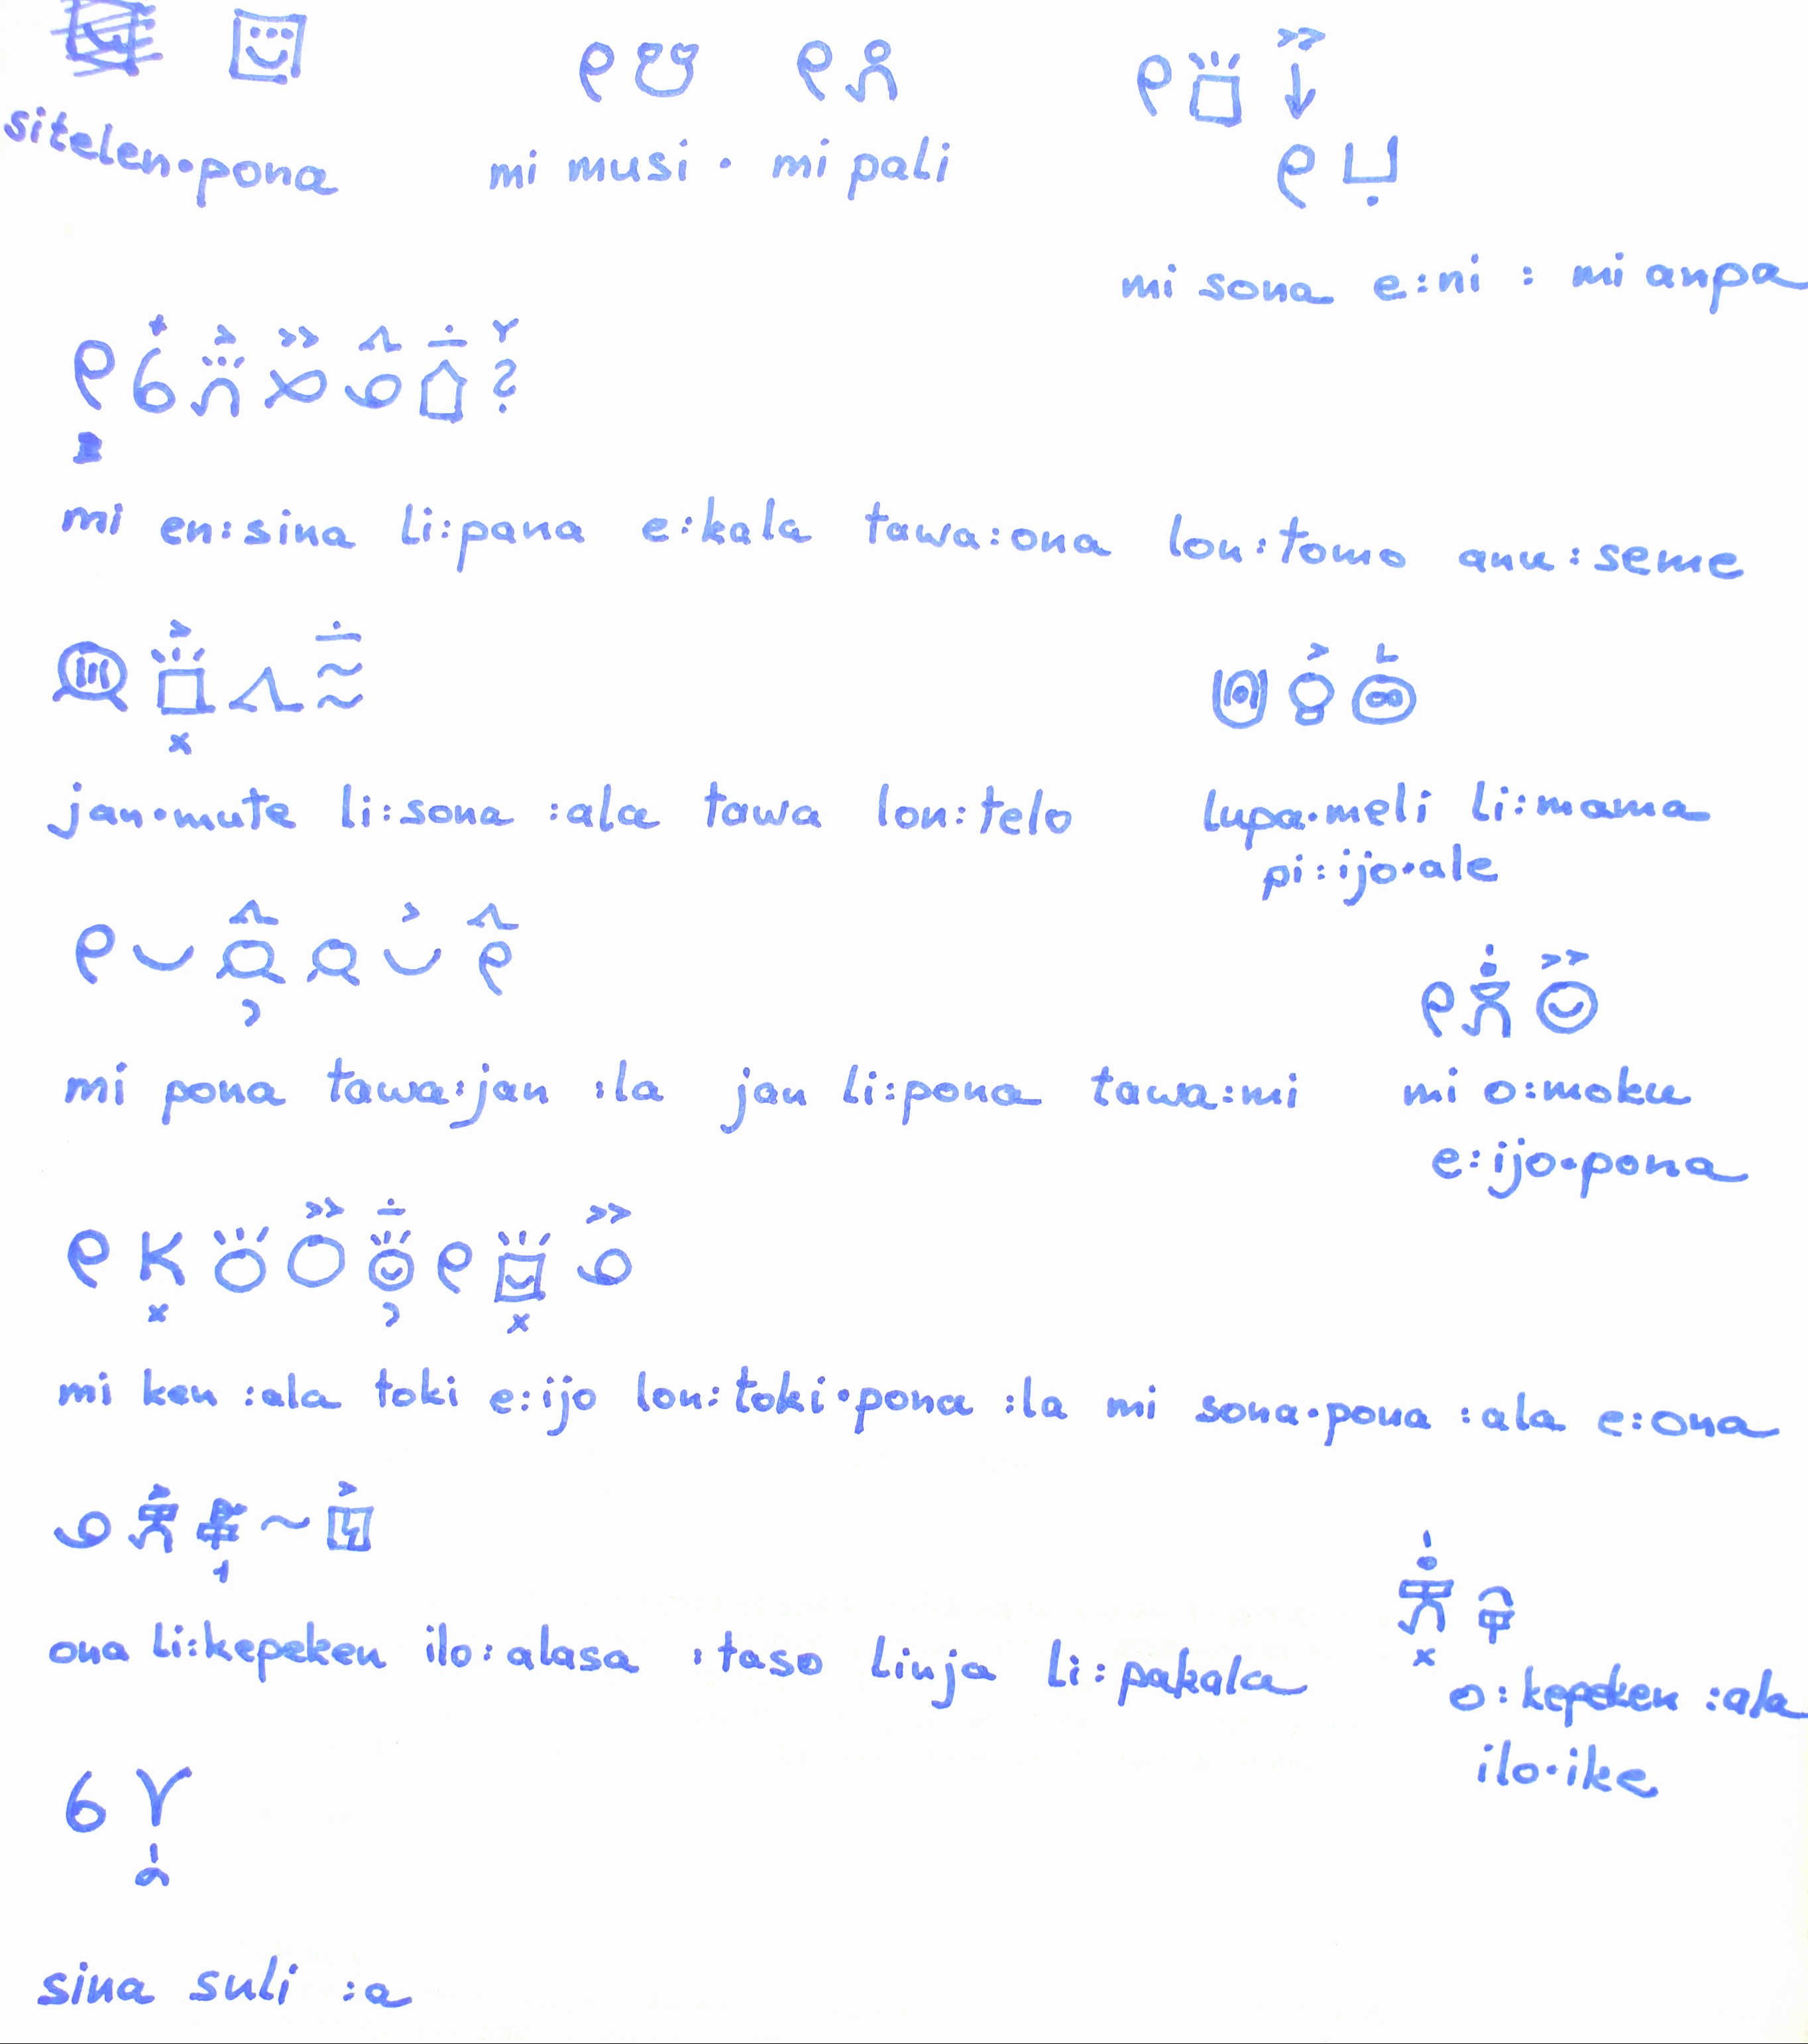 sitelen·pona
mi musi · mi pali
mi sona e:ni : mi anpa
mi en:sina li:pana e:kala tawa:ona lon:tomo anu:seme
jan·mute li:sona :ala tawa lon:telo
lupa·meli li:mama
pi:ijo·ale
mi pona tawa:jan :la jan li:pona tawa:mi
mi o:moku
e:ijo·pona
mi ken :ala toki e:ijo lon:toki·pona :la mi sona·pona :ala e:ona
ona li:kepeken ilo:alasa :taso linja li:pakala
o:kepeken :ala
ilo·ike
sina suli :a